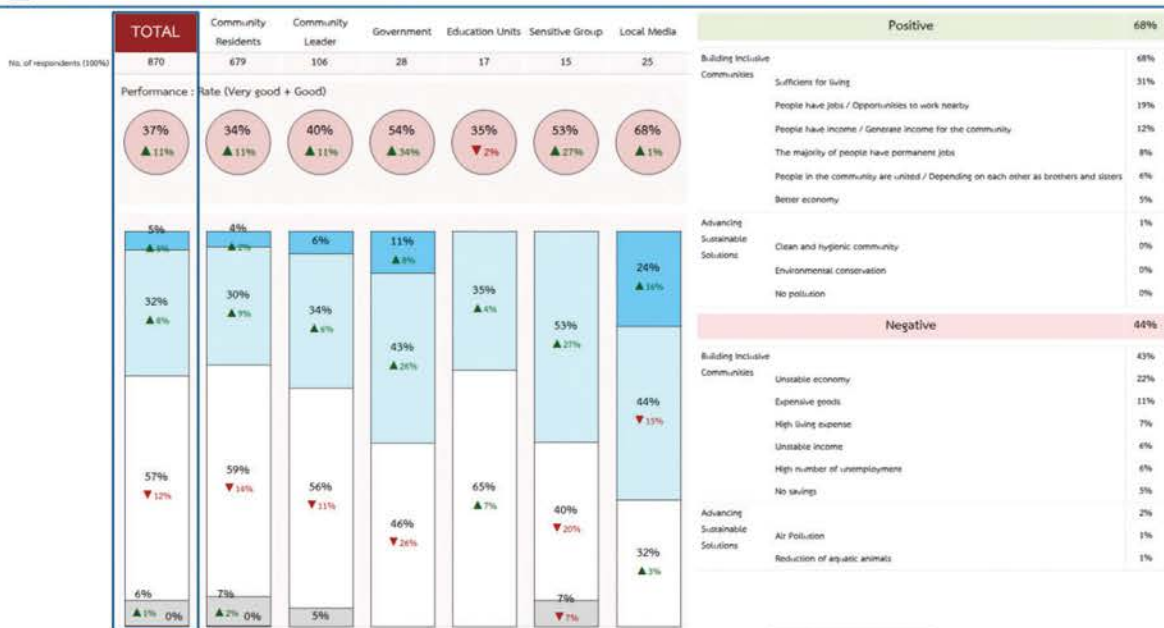 TOTAL
Community Residents
Community Leader
Government
Education Units
Sensitive Group
Local Media
No. of respondents (100%)
870
679
106
28
17
15
25
Performance : Rate (Very good + Good)
37%
34%
40%
54%
35%
53%
68%
▲11%
▲11%
▲11%
▲34%
▼2%
▲27%
▲1%
5%
4%
▲2%
6%
11%
▲8%
24%
▲16%
32%
▲8%
30%
▲9%
34%
▲6%
43%
▲26%
35%
▲4%
53%
▲27%
44%
▼15%
57%
▼12%
59%
▼14%
56%
▼11%
46%
▼26%
65%
▲7%
40%
▼20%
32%
▲3%
6%
▲1%
0%
7%
▲2%
0%
5%
7%
▼7%
Positive 68%
Building Inclusive Communities 68%
Sufficient for living 31%
People have jobs / Opportunities to work nearby 19%
People have income / Generate income for the community 12%
The majority of people have permanent jobs 8%
People in the community are united / Depending on each other as brothers and sisters 6%
Better economy 5%
Advancing Sustainable Solutions 1%
Clean and hygienic community 0%
Environmental conservation 0%
No pollution 0%
Negative 44%
Building Inclusive Communities 43%
Unstable economy 22%
Expensive goods 11%
High living expense 7%
Unstable income 6%
High number of unemployment 6%
No savings 5%
Advancing Sustainable Solutions 2%
Air Pollution 1%
Reduction of aquatic animals 1%